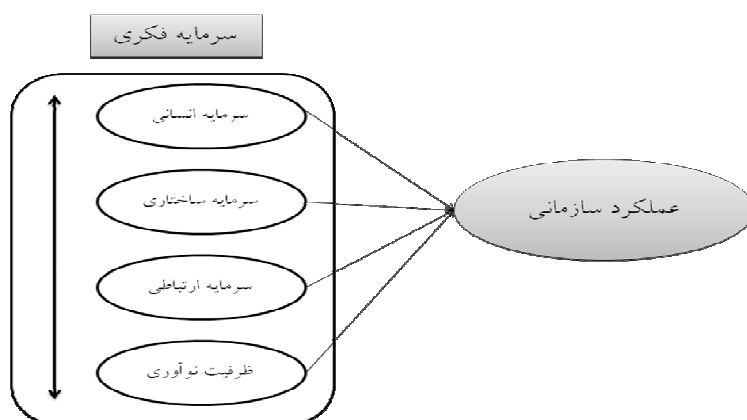 سرمایه فکری
سرمایه انسانی
سرمایه ساختاری
سرمایه ارتباطی
ظرفیت نوآوری
عملکرد سازمانی